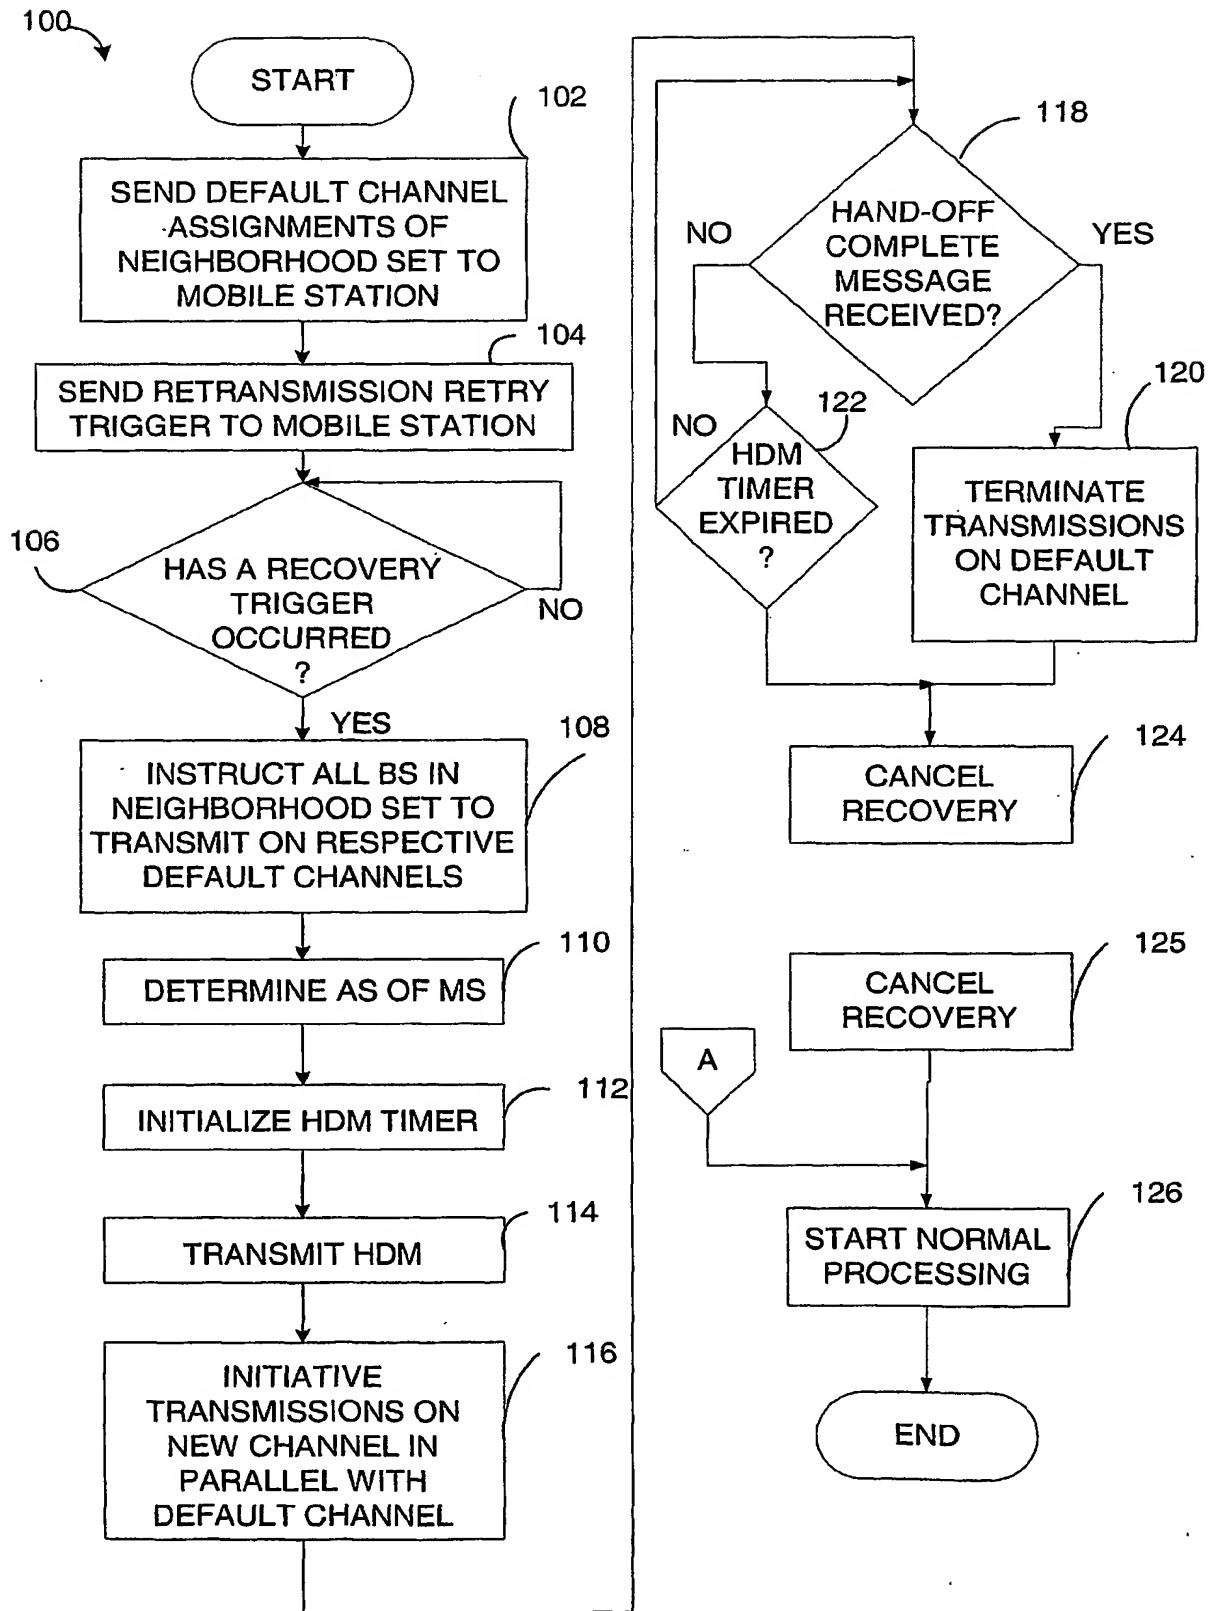 100
START
102
SEND DEFAULT CHANNEL
ASSIGNMENTS OF
NEIGHBORHOOD SET TO
MOBILE STATION
104
SEND RETRANSMISSION RETRY
TRIGGER TO MOBILE STATION
106
HAS A RECOVERY
TRIGGER
OCCURRED
?
NO
YES
108
INSTRUCT ALL BS IN
NEIGHBORHOOD SET TO
TRANSMIT ON RESPECTIVE
DEFAULT CHANNELS
110
DETERMINE AS OF MS
112
INITIALIZE HDM TIMER
114
TRANSMIT HDM
116
INITIATIVE
TRANSMISSIONS ON
NEW CHANNEL IN
PARALLEL WITH
DEFAULT CHANNEL
118
HAND-OFF
COMPLETE
MESSAGE
RECEIVED?
NO
YES
120
TERMINATE
TRANSMISSIONS
ON DEFAULT
CHANNEL
122
NO
HDM
TIMER
EXPIRED
?
124
CANCEL
RECOVERY
125
CANCEL
RECOVERY
A
126
START NORMAL
PROCESSING
END